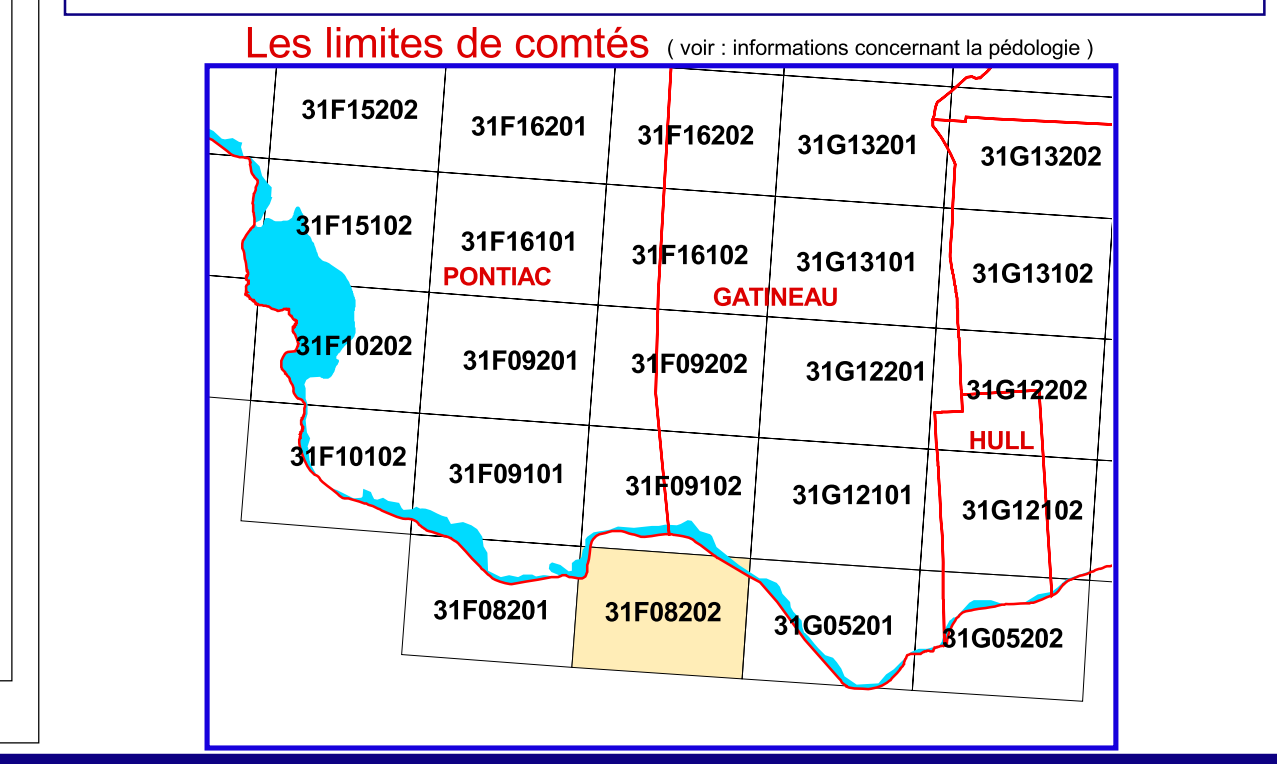 Les limites de comtés ( voir : informations concernant la pédologie )
31F15202
31F16201
31F16202
31G13201
31G13202
31F15102
31F16101
31F16102
31G13101
31G13102
PONTIAC
GATINEAU
31F10202
31F09201
31F09202
31G12201
31G12202
HULL
31F10102
31F09101
31F09102
31G12101
31G12102
31F08201
31F08202
31G05201
31G05202